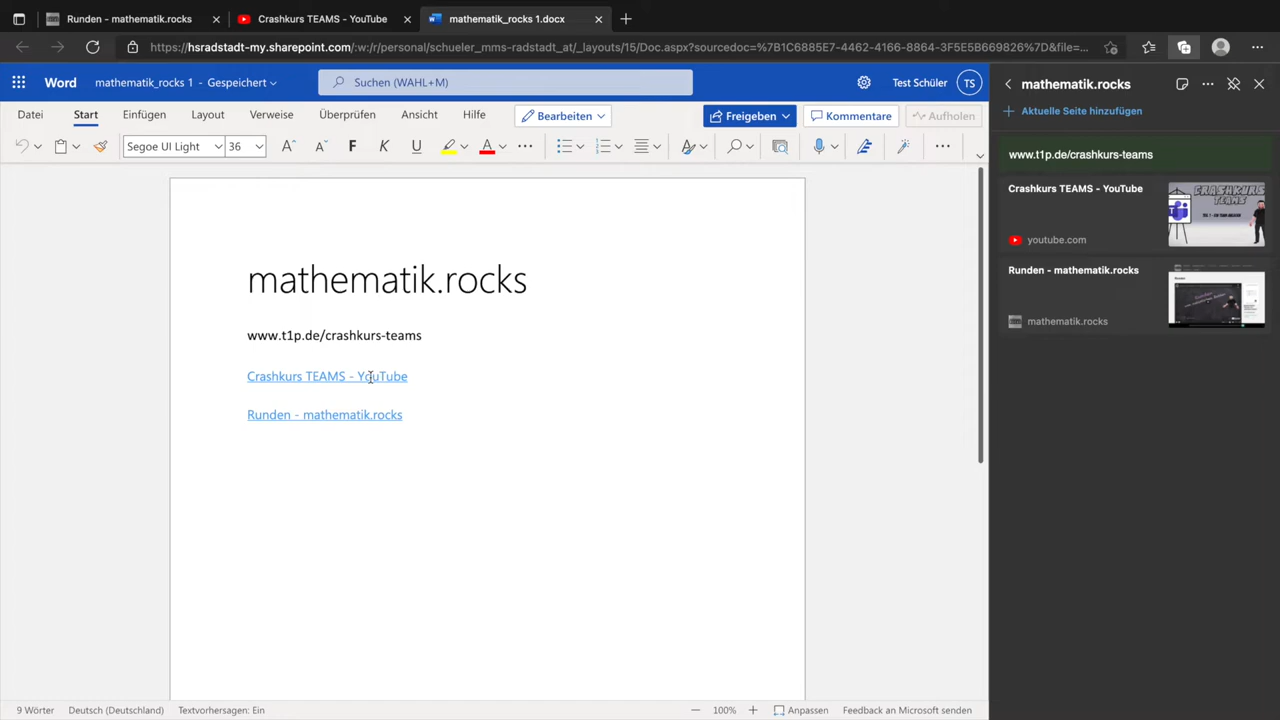 Runden - mathematik.rocks
Crashkurs TEAMS - YouTube
mathematik_rocks 1.docx
https://hsradstadt-my.sharepoint.com/:w:/r/personal/schueler_mms-radstadt_at/_layouts/15/Doc.aspx?sourcedoc=%7B1C6885E7-4462-4166-8864-3F5E5B669826%7D&file=...
Word
mathematik_rocks 1 - Gespeichert
Suchen (WAHL+M)
Test Schüler
TS
Datei
Start
Einfügen
Layout
Überprüfen
Ansicht
Hilfe
Bearbeiten
Freigeben
Kommentare
Aufholen
Segoe UI Light
36
F
K
U
mathematik.rocks
www.t1p.de/crashkurs-teams
Crashkurs TEAMS - YouTube
Runden - mathematik.rocks
mathematik.rocks
Aktuelle Seite hinzufügen
www.t1p.de/crashkurs-teams
Crashkurs TEAMS - YouTube
youtube.com
CRASHKURS
TEAMS
Runden - mathematik.rocks
mathematik.rocks
9 Wörter
Deutsch (Deutschland)
Textvorhersagen: Ein
100%
Anpassen
Feedback an Microsoft senden